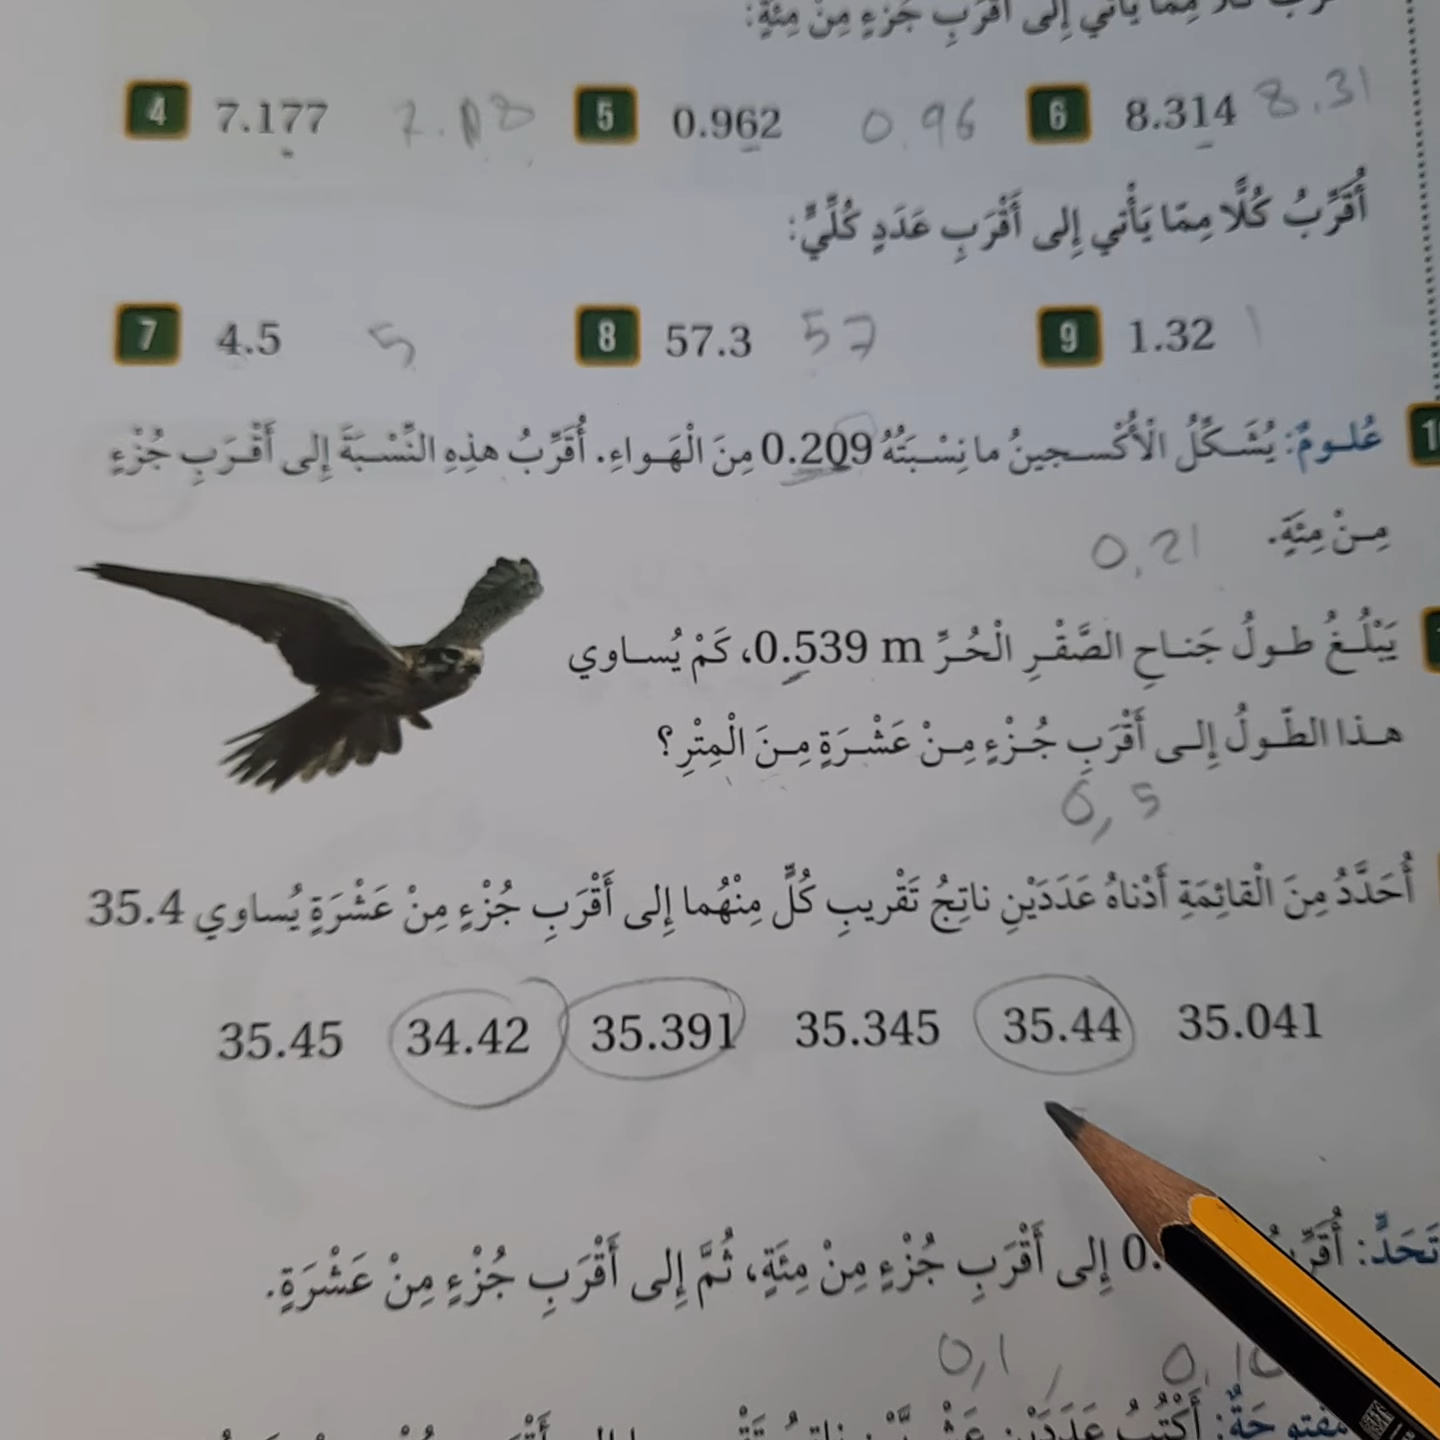 مِمّا يَأْتي إِلى أَقْرَبِ جُزْءٍ مِنْ مِئَةٍ:
4 7.177 7.18 5 0.962 0.96 6 8.314 8.31
أُقَرِّبُ كُلًّا مِمّا يَأْتي إِلى أَقْرَبِ عَدَدٍ كُلِّيٍّ:
7 4.5 5 8 57.3 57 9 1.32 1
عُلومٌ: يُشَكِّلُ الْأُكْسجينُ ما نِسْبَتُهُ 0.209 مِنَ الْهَواءِ. أُقَرِّبُ هذِهِ النِّسْبَةَ إِلى أَقْرَبِ جُزْءٍ
مِنْ مِئَةٍ. 0,21
يَبْلُغُ طولُ جَناحِ الصَّقْرِ الْحُرِّ 0.539 m، كَمْ يُساوي
هذا الطّولُ إِلى أَقْرَبِ جُزْءٍ مِنْ عَشْرَةٍ مِنَ الْمِتْرِ؟
0,5
أُحَدِّدُ مِنَ الْقائِمَةِ أَدْناهُ عَدَدَيْنِ ناتِجُ تَقْريبِ كُلٍّ مِنْهُما إِلى أَقْرَبِ جُزْءٍ مِنْ عَشْرَةٍ يُساوي 35.4
35.45 34.42 35.391 35.345 35.44 35.041
تَحَدٍّ: إِلى أَقْرَبِ جُزْءٍ مِنْ مِئَةٍ، ثُمَّ إِلى أَقْرَبِ جُزْءٍ مِنْ عَشْرَةٍ.
0,1 ,
أَكْتُبُ عَدَدَيْنِ